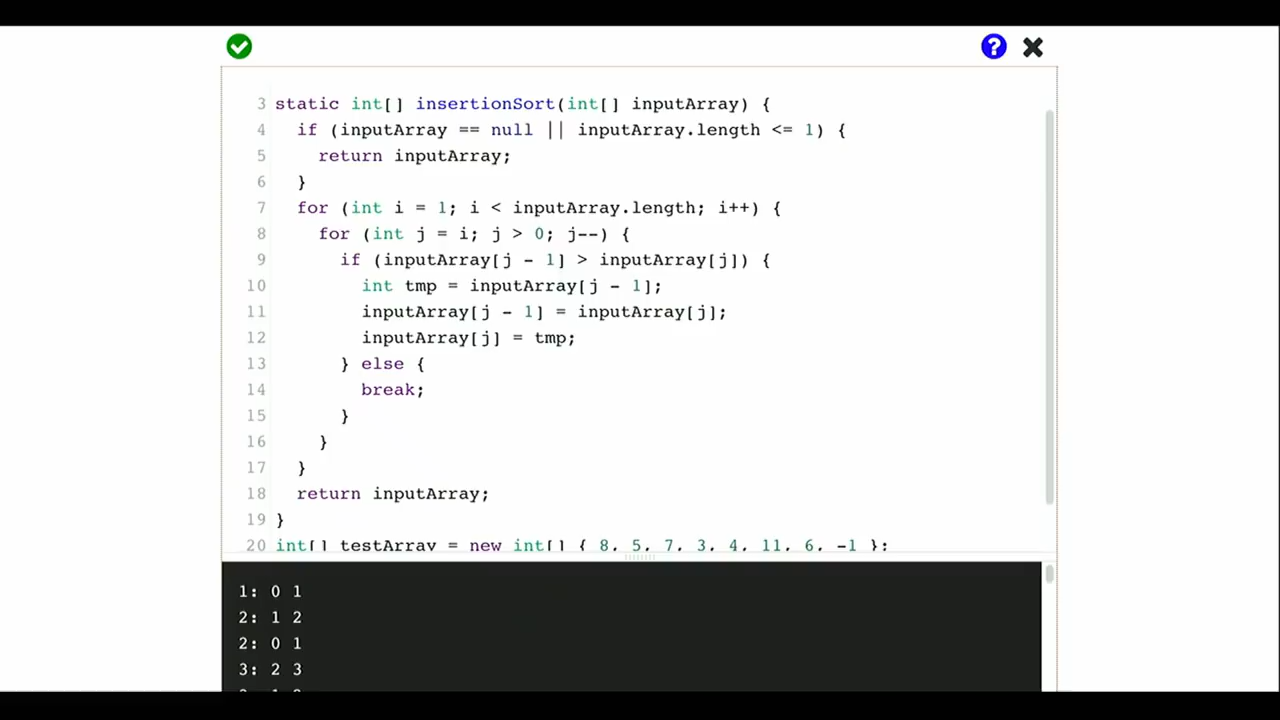 3 static int[] insertionSort(int[] inputArray) {
4 if (inputArray == null || inputArray.length <= 1) {
5 return inputArray;
6 }
7 for (int i = 1; i < inputArray.length; i++) {
8 for (int j = i; j > 0; j--) {
9 if (inputArray[j - 1] > inputArray[j]) {
10 int tmp = inputArray[j - 1];
11 inputArray[j - 1] = inputArray[j];
12 inputArray[j] = tmp;
13 } else {
14 break;
15 }
16 }
17 }
18 return inputArray;
19 }
20 int[] testArray = new int[] { 8, 5, 7, 3, 4, 11, 6, -1 };
1: 0 1
2: 1 2
2: 0 1
3: 2 3